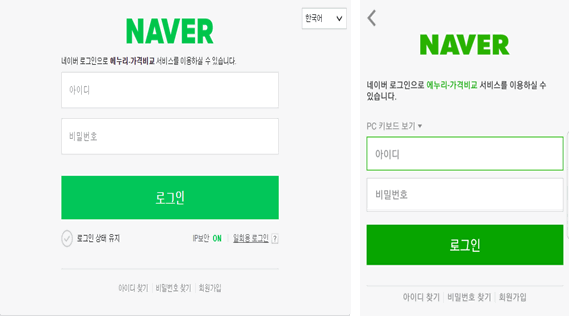 한국어
NAVER
네이버 로그인으로 에누리-가격비교 서비스를 이용하실 수 있습니다.
아이디
비밀번호
로그인
로그인 상태 유지
IP보안 ON | 일회용 로그인 ?
아이디 찾기 | 비밀번호 찾기 | 회원가입
NAVER
네이버 로그인으로 에누리-가격비교 서비스를 이용하실 수
있습니다.
PC 키보드 보기
아이디
비밀번호
로그인
아이디 찾기 | 비밀번호 찾기 | 회원가입